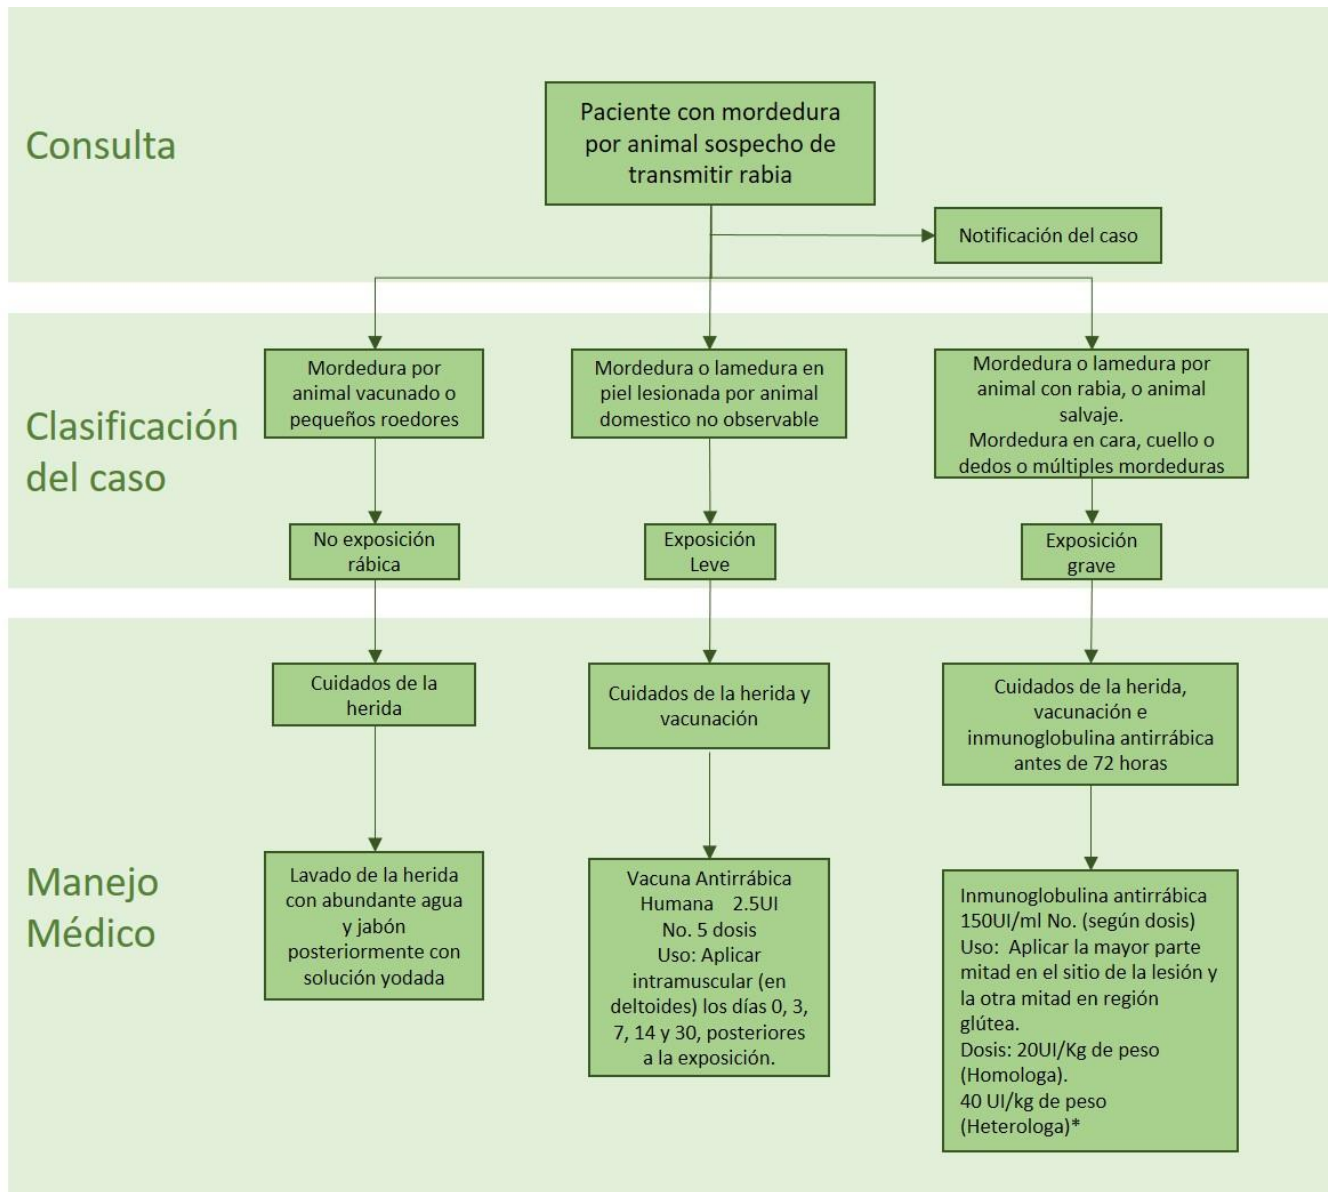 Consulta
Paciente con mordedura
por animal sospecho de
transmitir rabia
Notificación del caso
Clasificación
del caso
Mordedura por
animal vacunado o
pequeños roedores
Mordedura o lamedura en
piel lesionada por animal
domestico no observable
Mordedura o lamedura por
animal con rabia, o animal
salvaje.
Mordedura en cara, cuello o
dedos o múltiples mordeduras
No exposición
rábica
Exposición
Leve
Exposición
grave
Manejo
Médico
Cuidados de la
herida
Cuidados de la herida y
vacunación
Cuidados de la herida,
vacunación e
inmunoglobulina antirrábica
antes de 72 horas
Lavado de la herida
con abundante agua
y jabón
posteriormente con
solución yodada
Vacuna Antirrábica
Humana 2.5UI
No. 5 dosis
Uso: Aplicar
intramuscular (en
deltoides) los días 0, 3,
7, 14 y 30, posteriores
a la exposición.
Inmunoglobulina antirrábica
150UI/ml No. (según dosis)
Uso: Aplicar la mayor parte
mitad en el sitio de la lesión y
la otra mitad en región
glútea.
Dosis: 20UI/Kg de peso
(Homologa).
40 UI/kg de peso
(Heterologa)*